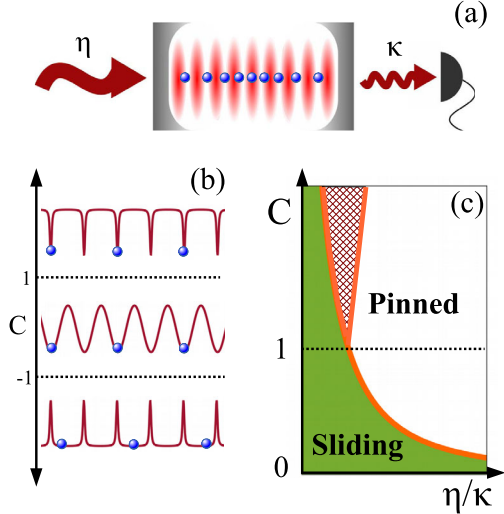 (a)
η
κ
(b)
1
C
-1
(c)
C
Pinned
1
Sliding
0
η/κ